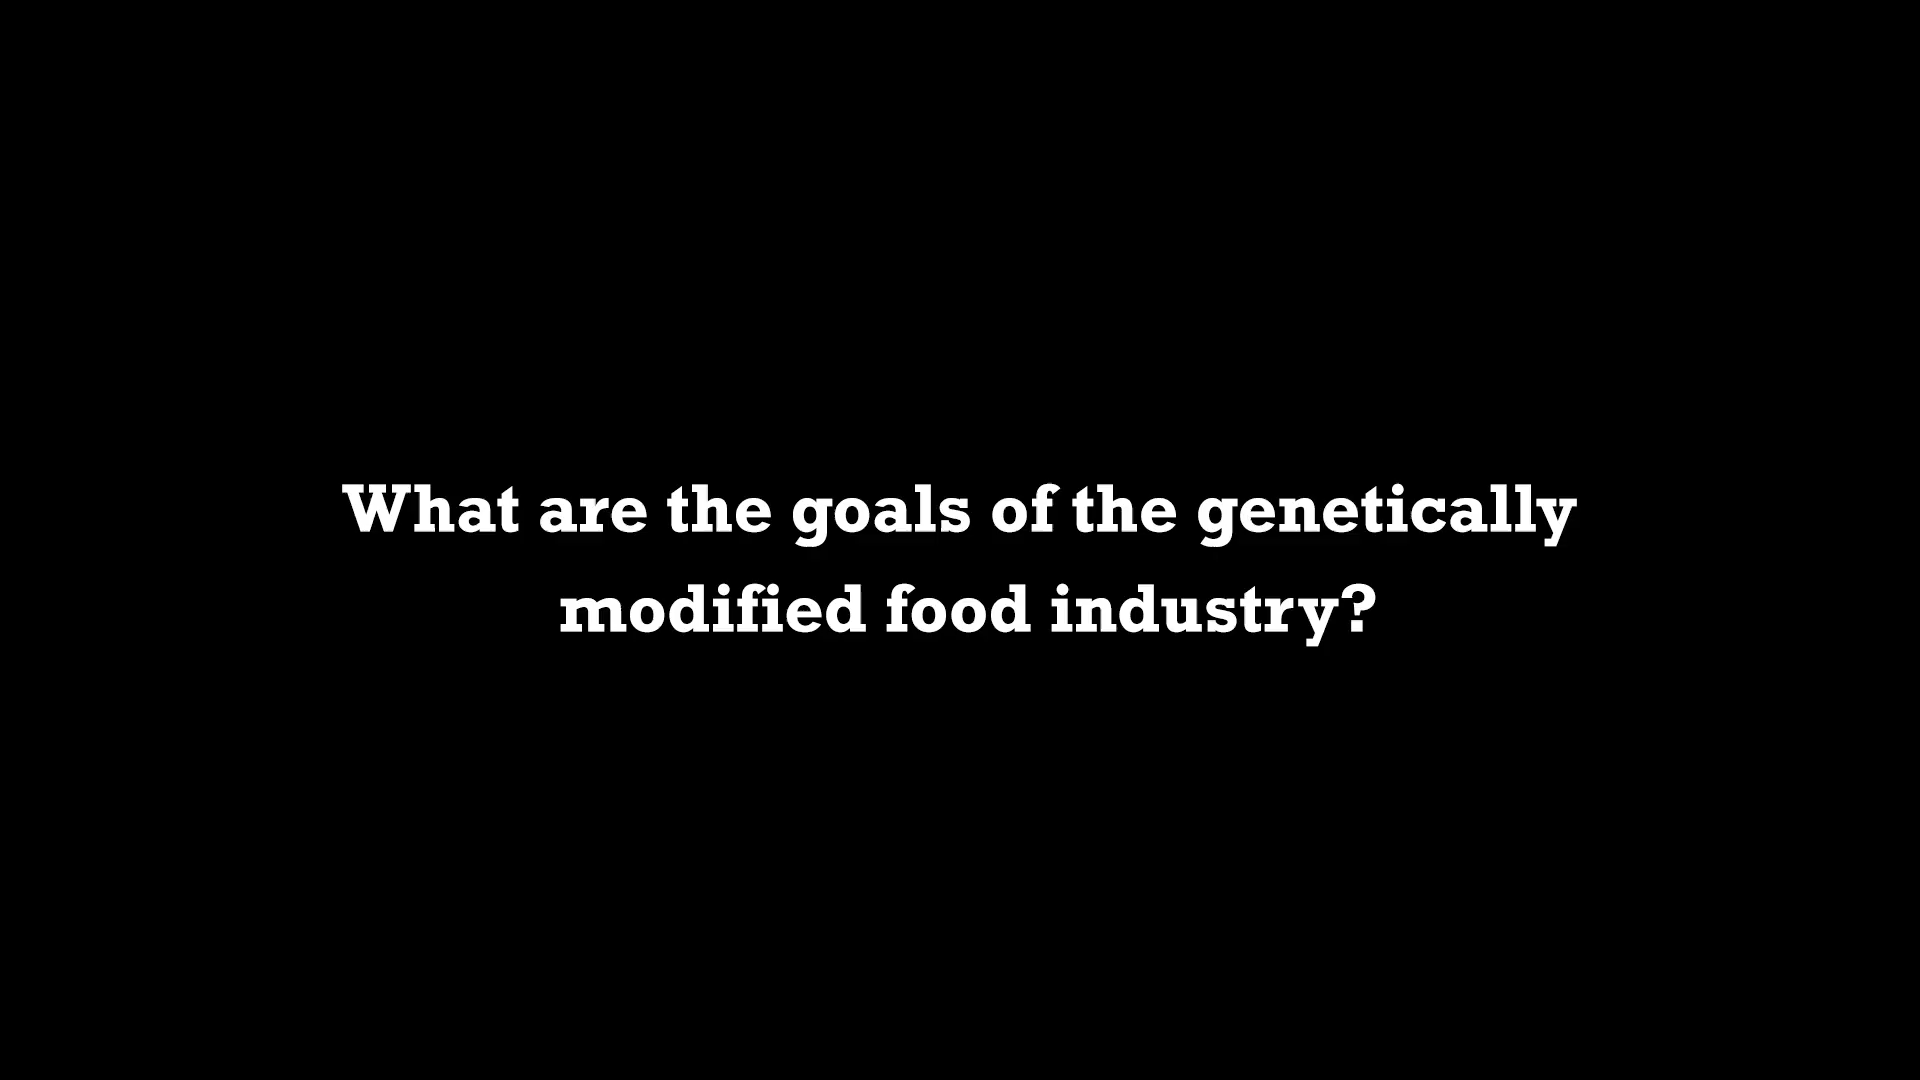 What are the goals of the genetically
modified food industry?